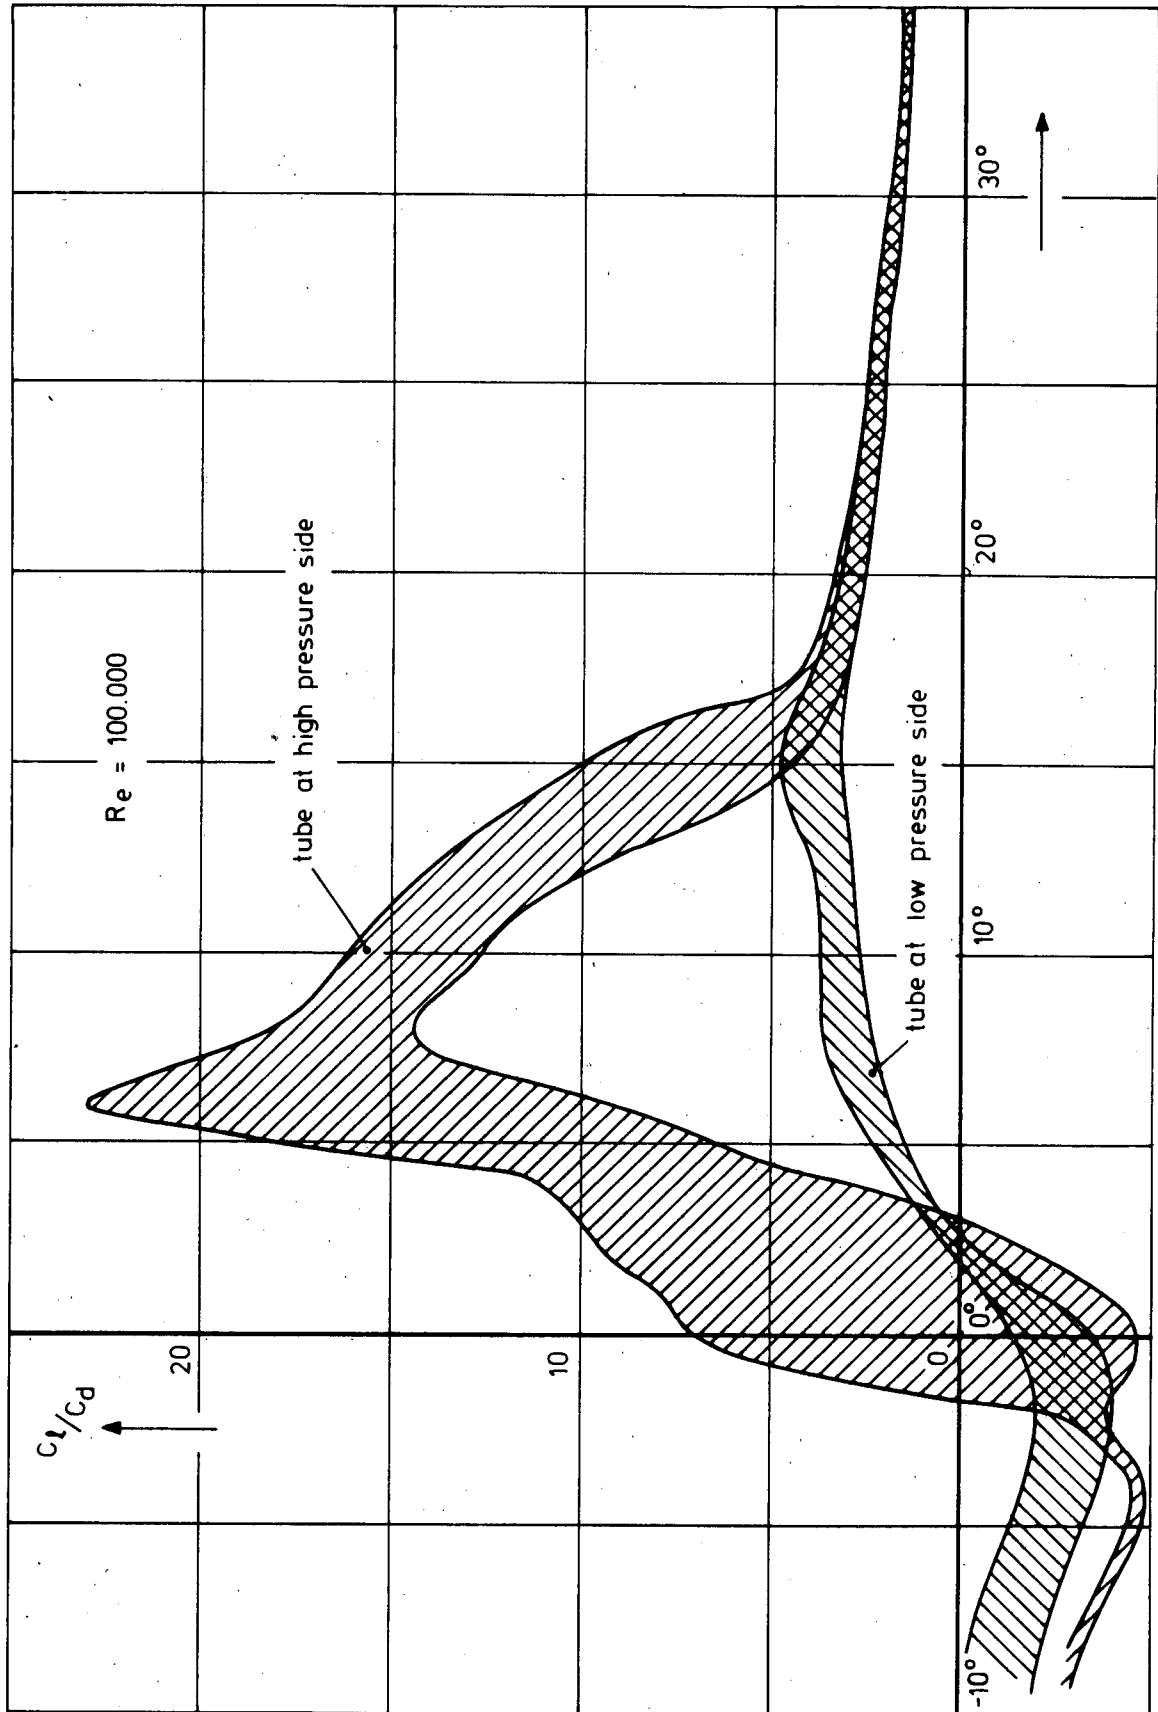 Cℓ/Cd
20
10
0
Re = 100.000
tube at high pressure side
tube at low pressure side
-10°
0°
10°
20°
30°